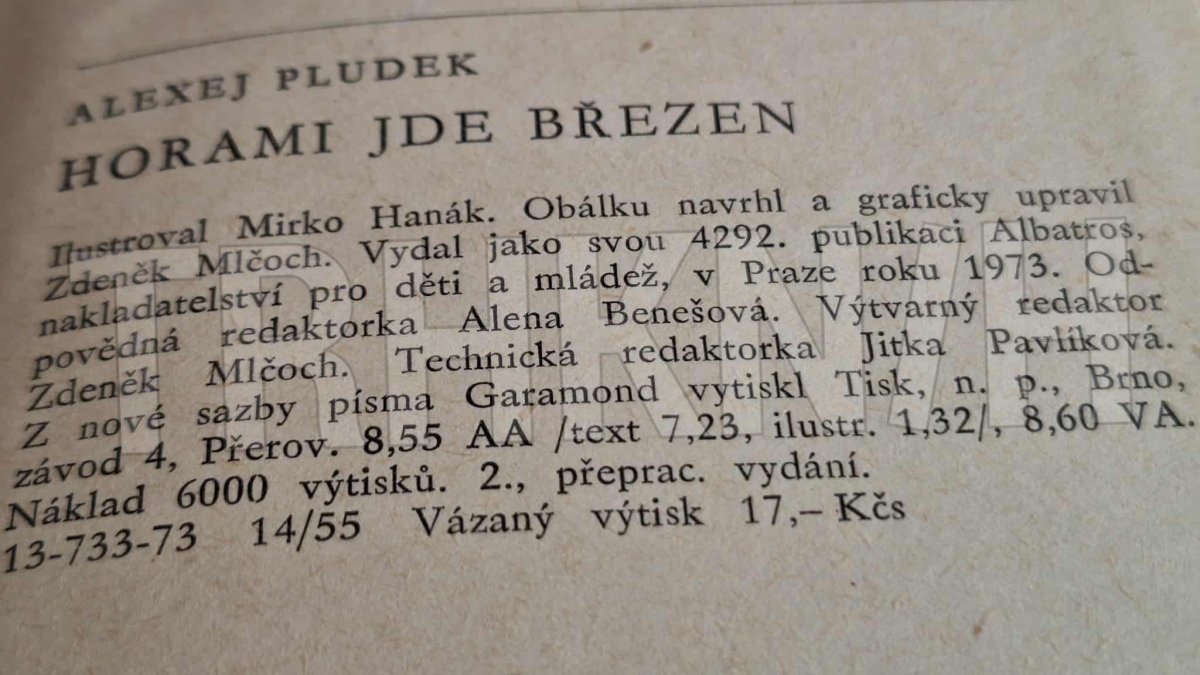 ALEXEJ PLUDEK
HORAMI JDE BŘEZEN
Ilustroval Mirko Hanák. Obálku navrhl a graficky upravil
Zdeněk Mlčoch. Vydal jako svou 4292. publikaci Albatros,
nakladatelství pro děti a mládež, v Praze roku 1973. Od-
povědná redaktorka Alena Benešová. Výtvarný redaktor
Zdeněk Mlčoch. Technická redaktorka Jitka Pavlíková.
Z nové sazby písma Garamond vytiskl Tisk, n. p., Brno,
závod 4, Přerov. 8,55 AA /text 7,23, ilustr. 1,32/, 8,60 VA.
Náklad 6000 výtisků. 2., přeprac. vydání.
13-733-73 14/55 Vázaný výtisk 17,– Kčs